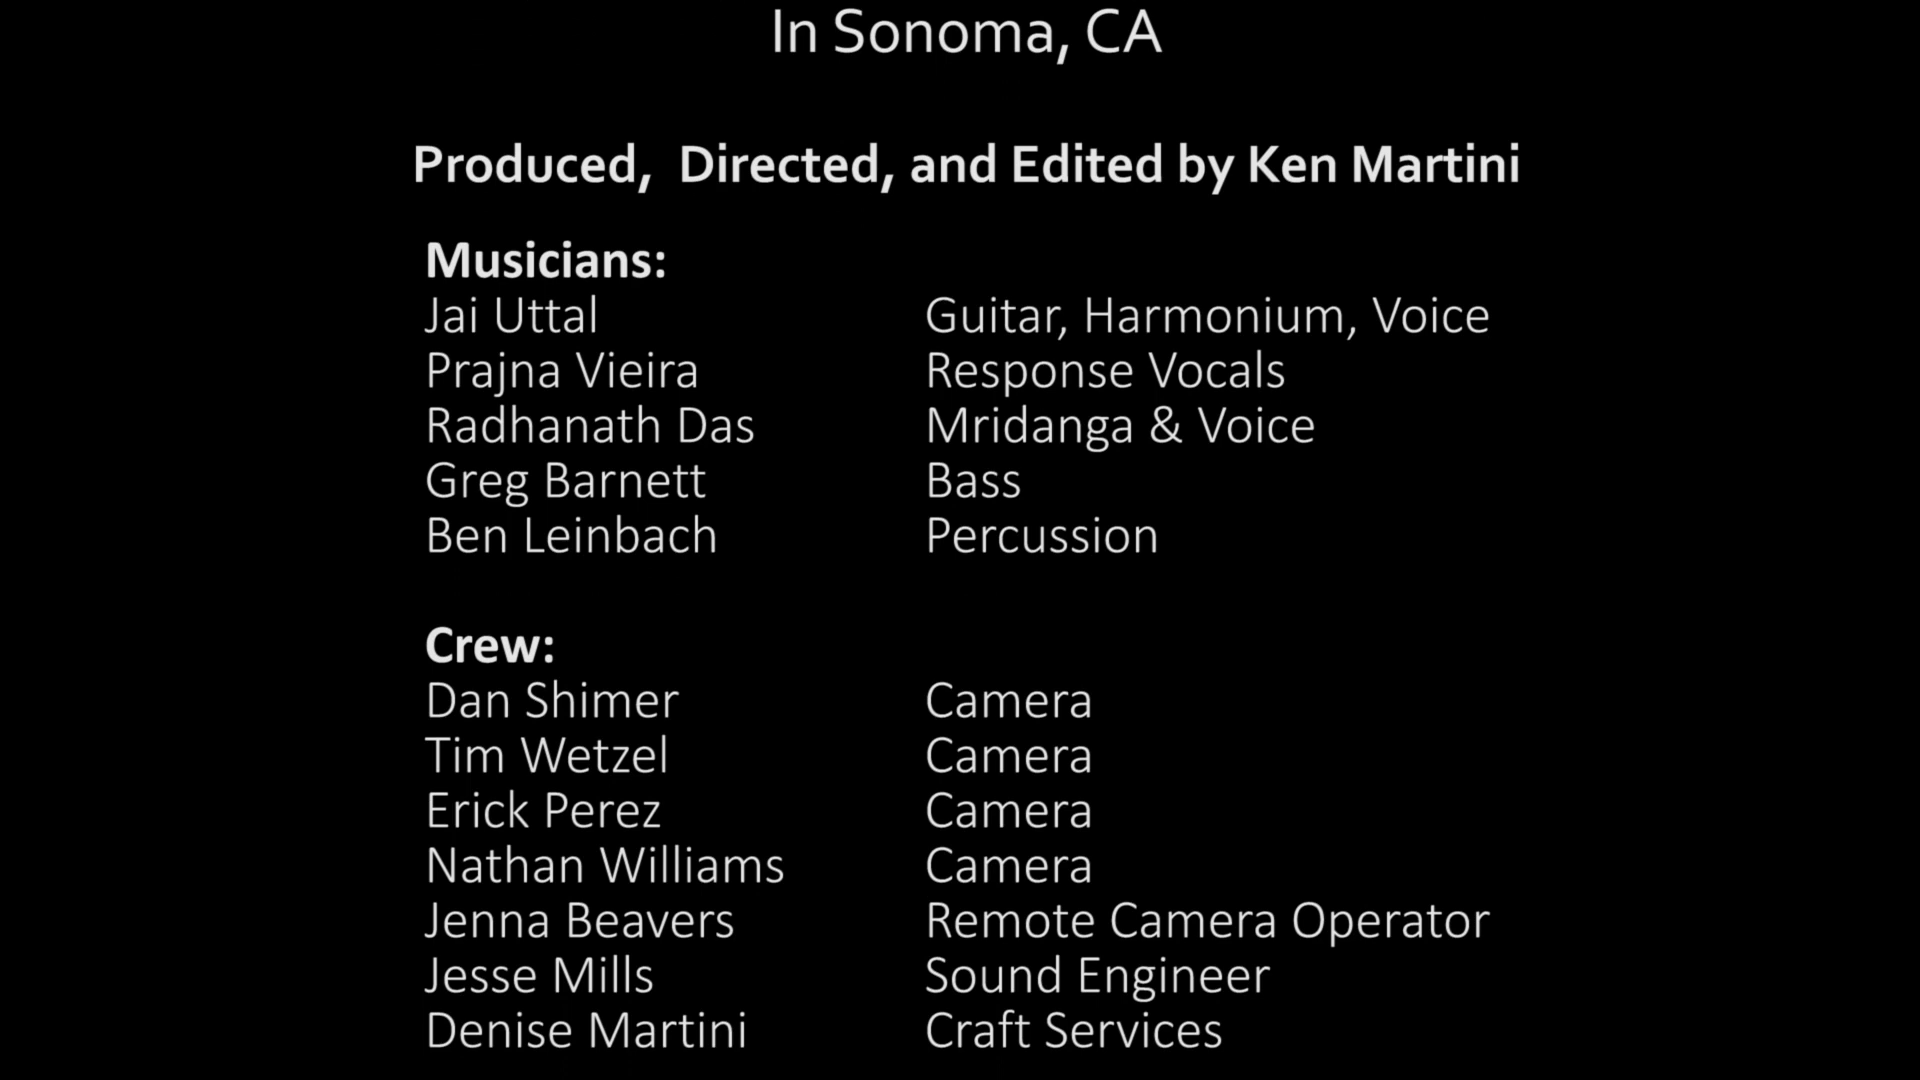 In Sonoma, CA
Produced, Directed, and Edited by Ken Martini
Musicians:
Jai Uttal Guitar, Harmonium, Voice
Prajna Vieira Response Vocals
Radhanath Das Mridanga & Voice
Greg Barnett Bass
Ben Leinbach Percussion
Crew:
Dan Shimer Camera
Tim Wetzel Camera
Erick Perez Camera
Nathan Williams Camera
Jenna Beavers Remote Camera Operator
Jesse Mills Sound Engineer
Denise Martini Craft Services